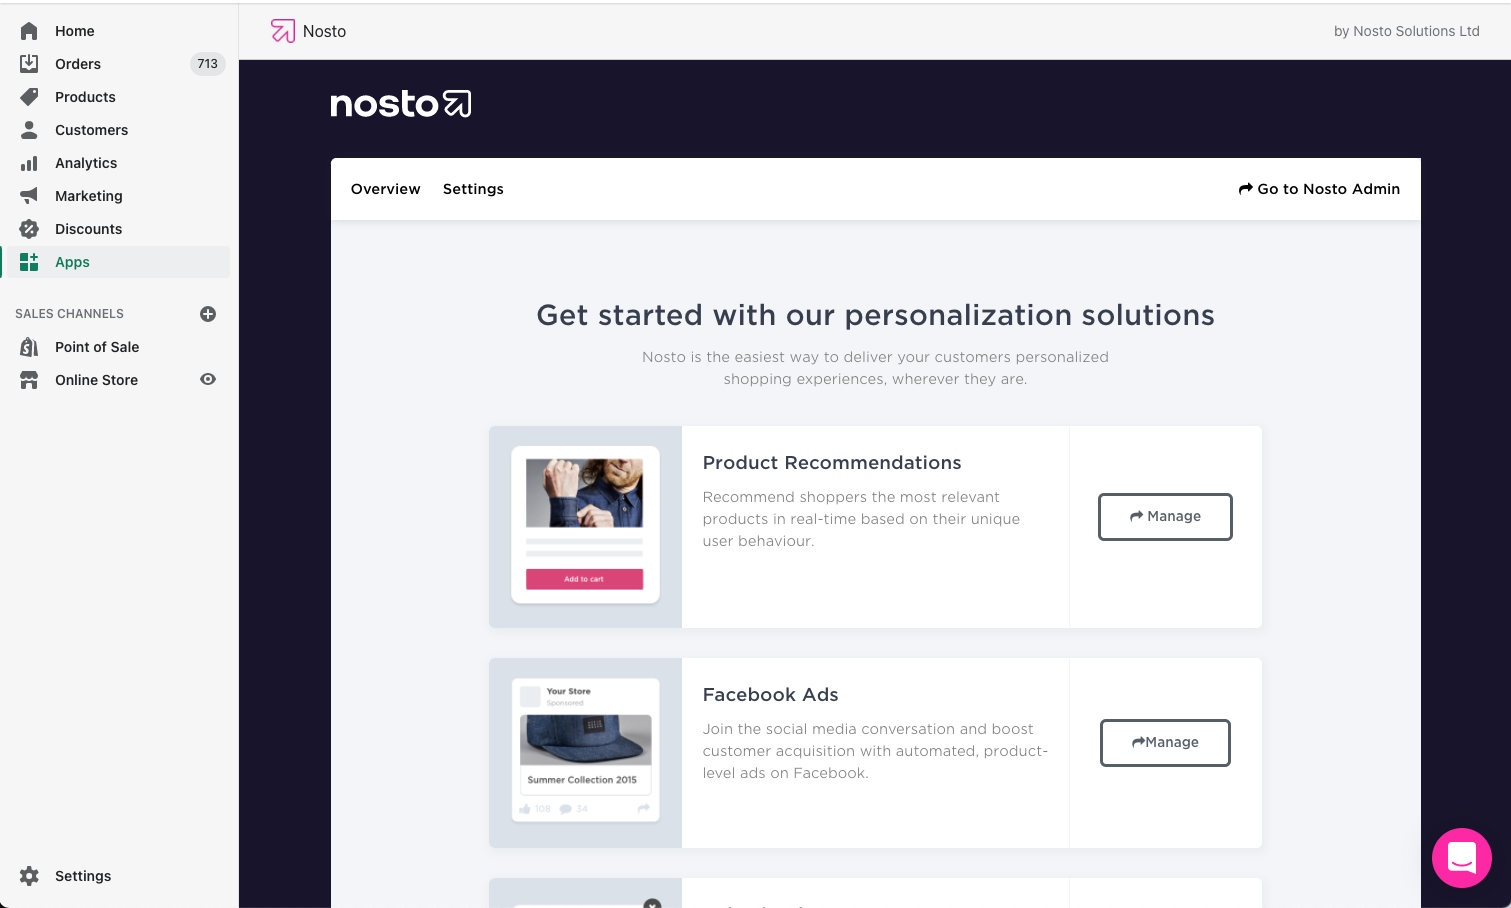 Home
Orders
713
Products
Customers
Analytics
Marketing
Discounts
Apps
SALES CHANNELS
Point of Sale
Online Store
Settings
Nosto
by Nosto Solutions Ltd
nosto
Overview
Settings
Go to Nosto Admin
Get started with our personalization solutions
Nosto is the easiest way to deliver your customers personalized
shopping experiences, wherever they are.
Add to cart
Product Recommendations
Recommend shoppers the most relevant
products in real-time based on their unique
user behaviour.
Manage
Your Store
Sponsored
Summer Collection 2015
108
34
Facebook Ads
Join the social media conversation and boost
customer acquisition with automated, product-
level ads on Facebook.
Manage